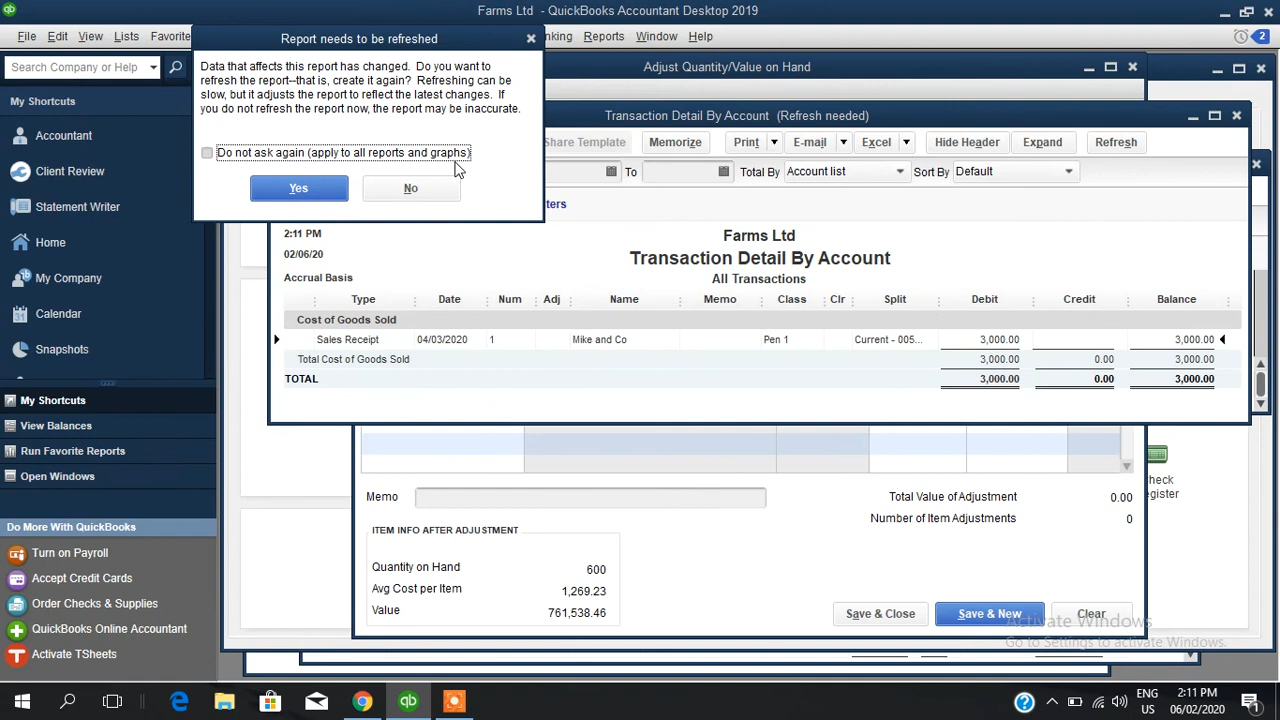 Farms Ltd - QuickBooks Accountant Desktop 2019
File Edit View Lists Favorite
nking Reports Window Help
2
Search Company or Help
My Shortcuts
Accountant
Client Review
Statement Writer
Home
My Company
Calendar
Snapshots
My Shortcuts
View Balances
Run Favorite Reports
Open Windows
Do More With QuickBooks
Turn on Payroll
Accept Credit Cards
Order Checks & Supplies
QuickBooks Online Accountant
Activate TSheets
Report needs to be refreshed
Data that affects this report has changed. Do you want to
refresh the report--that is, create it again? Refreshing can be
slow, but it adjusts the report to reflect the latest changes. If
you do not refresh the report now, the report may be inaccurate.
Do not ask again (apply to all reports and graphs)
Yes No
Adjust Quantity/Value on Hand
Transaction Detail By Account (Refresh needed)
Share Template Memorize Print E-mail Excel Hide Header Expand Refresh
To Total By Account list Sort By Default
ters
2:11 PM
02/06/20
Accrual Basis
Farms Ltd
Transaction Detail By Account
All Transactions
Type Date Num Adj Name Memo Class Clr Split Debit Credit Balance
Cost of Goods Sold
Sales Receipt 04/03/2020 1 Mike and Co Pen 1 Current - 005... 3,000.00 3,000.00
Total Cost of Goods Sold 3,000.00 0.00 3,000.00
TOTAL 3,000.00 0.00 3,000.00
heck
egister
Memo
Total Value of Adjustment 0.00
Number of Item Adjustments 0
ITEM INFO AFTER ADJUSTMENT
Quantity on Hand 600
Avg Cost per Item 1,269.23
Value 761,538.46
Save & Close Save & New Clear
Activate Windows
Go to Settings to activate Windows.
ENG
US
2:11 PM
06/02/2020
1